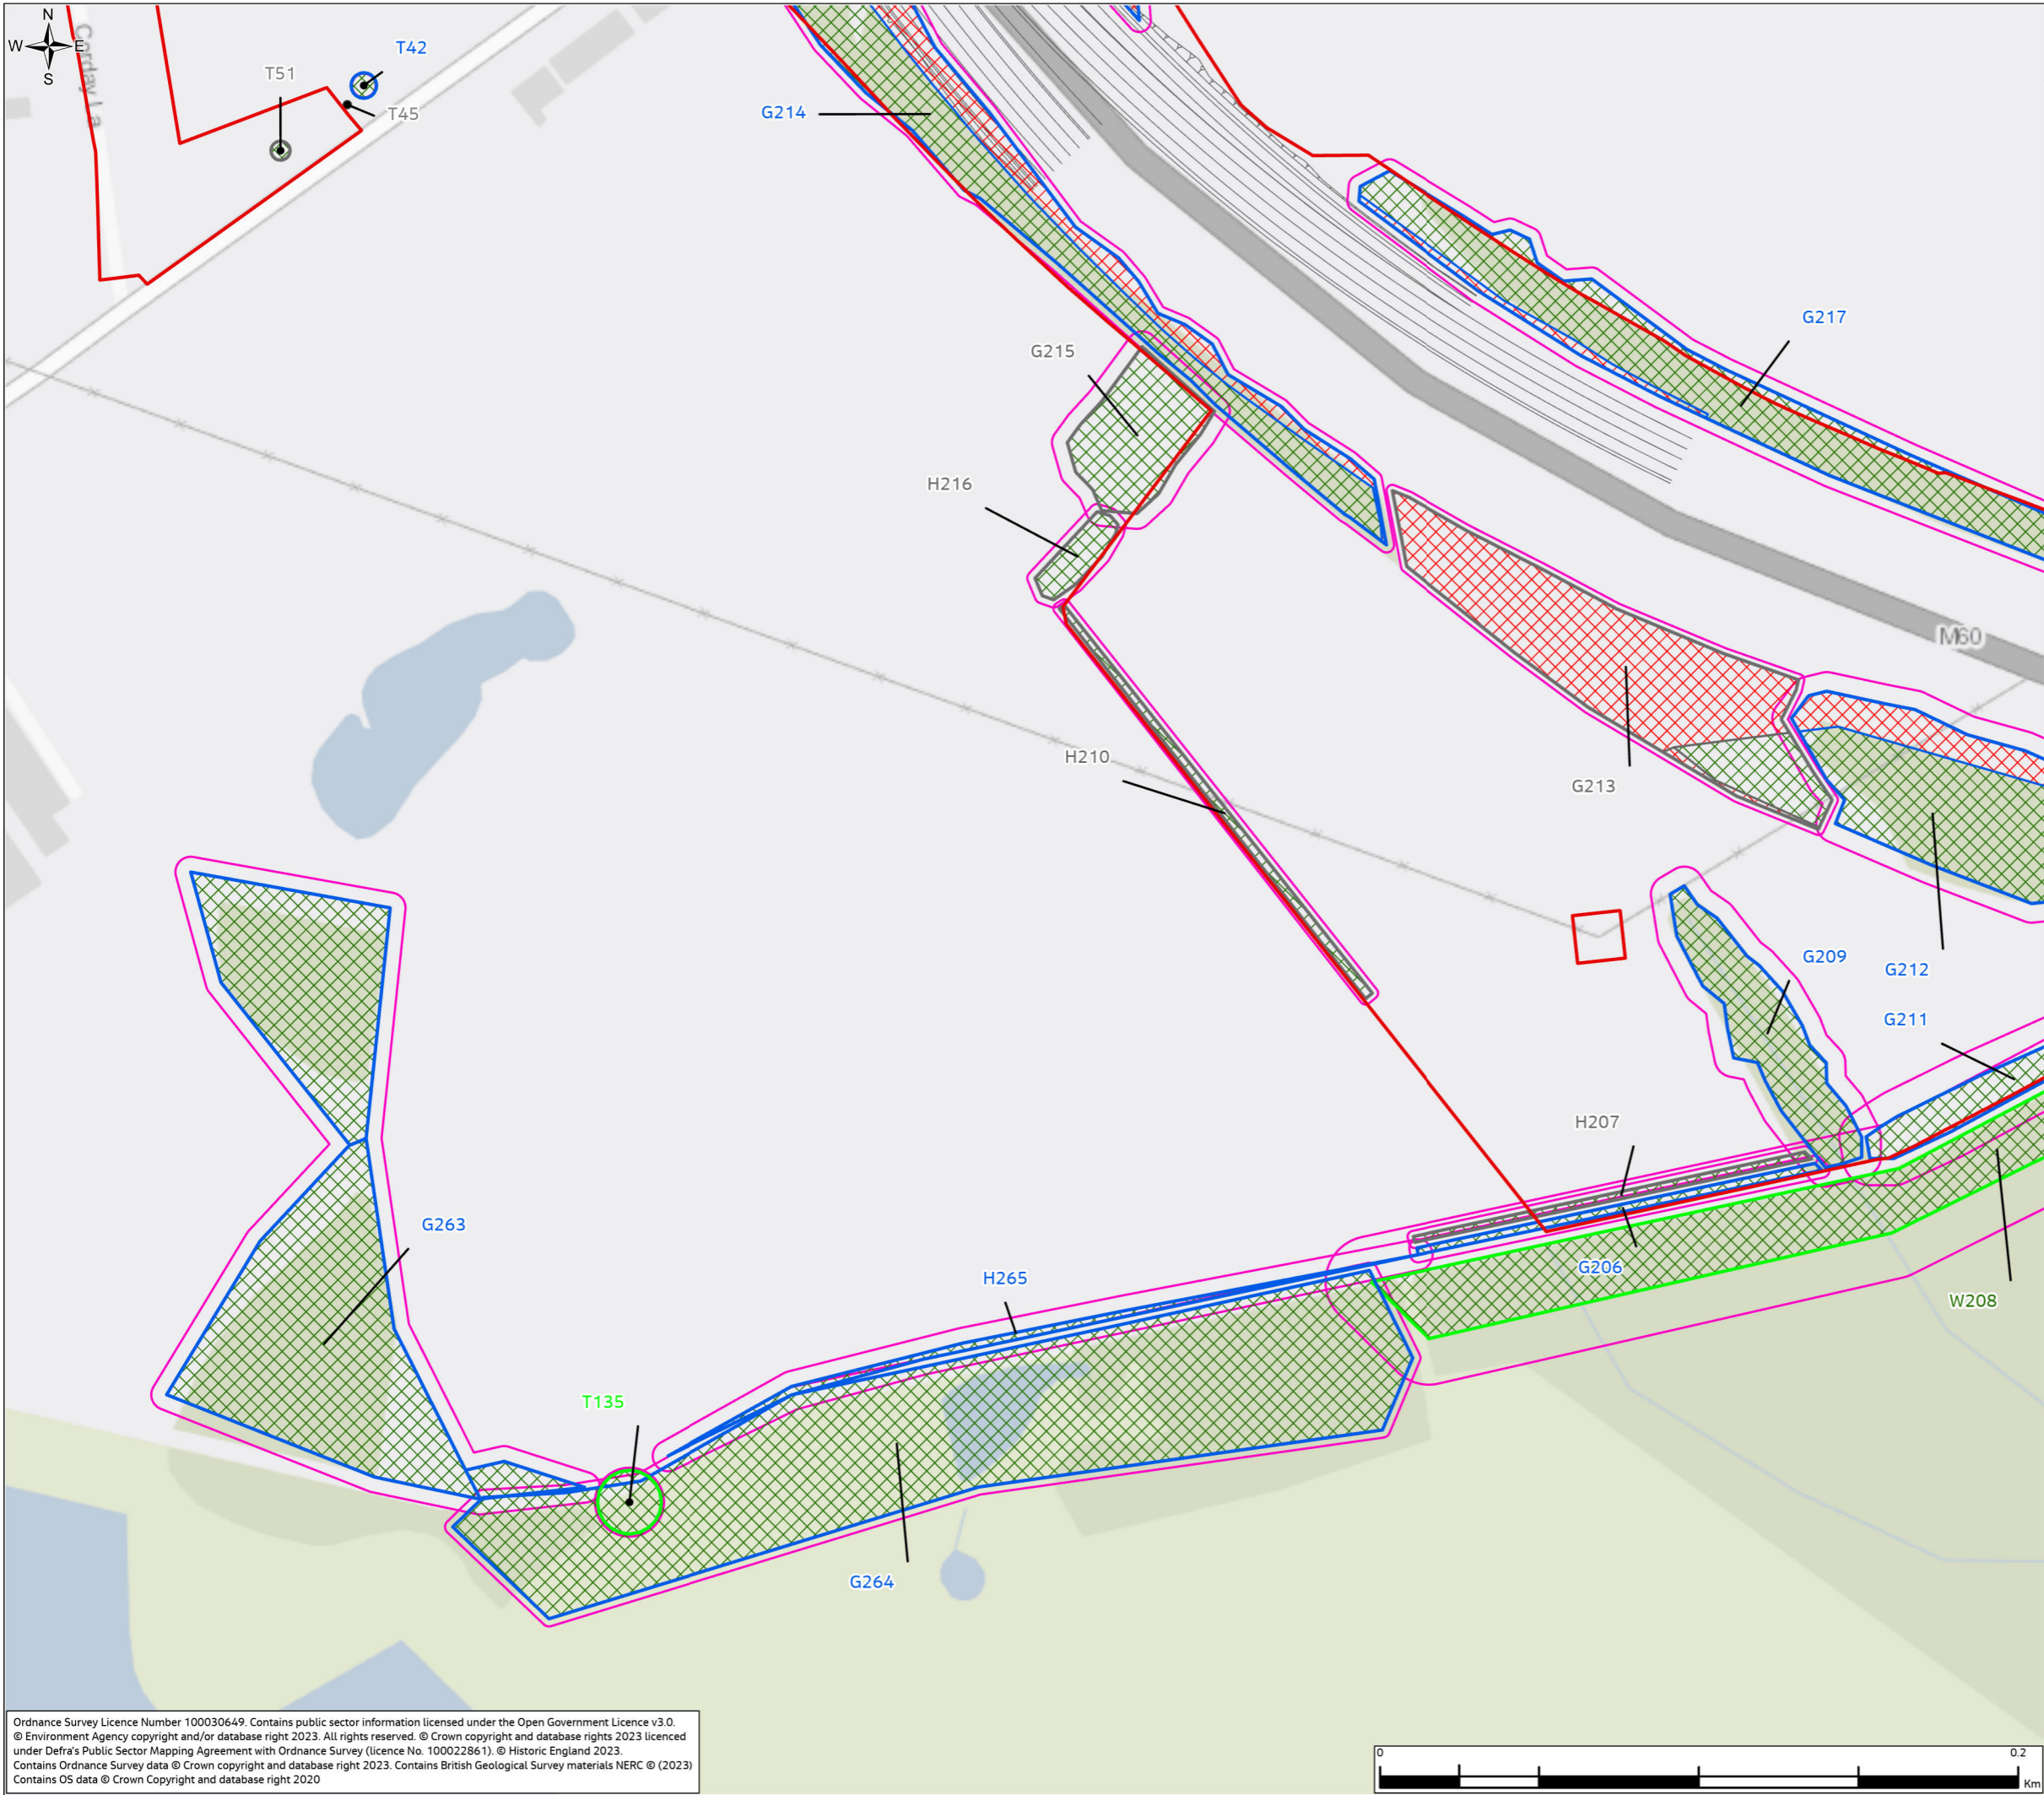 N
W E
S
Corday La
T42
T51
T45
G214
G217
G215
H216
M60
H210
G213
G209
G212
G211
H207
G263
H265
G206
W208
T135
G264
Ordnance Survey Licence Number 100030649. Contains public sector information licensed under the Open Government Licence v3.0.
© Environment Agency copyright and/or database right 2023. All rights reserved. © Crown copyright and database rights 2023 licenced
under Defra's Public Sector Mapping Agreement with Ordnance Survey (licence No. 100022861). © Historic England 2023.
Contains Ordnance Survey data © Crown copyright and database right 2023. Contains British Geological Survey materials NERC © (2023)
Contains OS data © Crown Copyright and database right 2020
0 0.2
Km